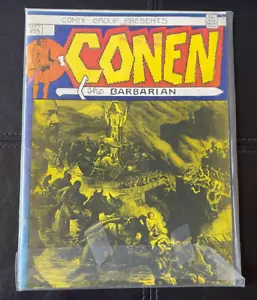 COMIX GROUP PRESENTS
CONEN
the BARBARIAN